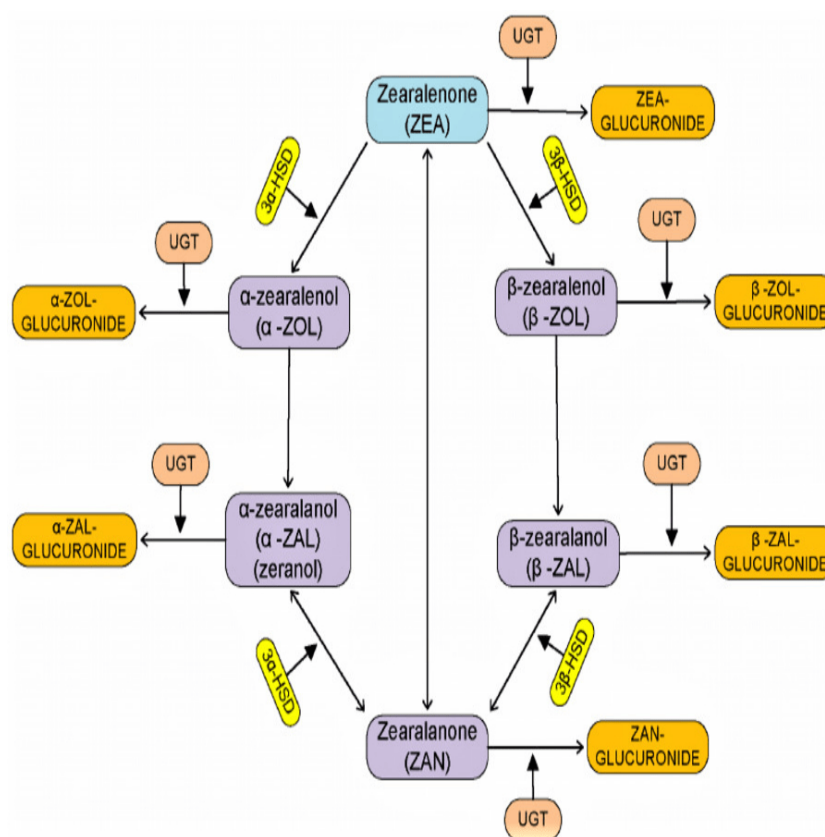 UGT
Zearalenone
(ZEA)
ZEA-
GLUCURONIDE
3α-HSD
3β-HSD
UGT
UGT
α-ZOL-
GLUCURONIDE
α-zearalenol
(α -ZOL)
β-zearalenol
(β -ZOL)
β -ZOL-
GLUCURONIDE
UGT
UGT
α-ZAL-
GLUCURONIDE
α-zearalanol
(α -ZAL)
(zeranol)
β-zearalanol
(β -ZAL)
β -ZAL-
GLUCURONIDE
3α-HSD
3β-HSD
Zearalanone
(ZAN)
ZAN-
GLUCURONIDE
UGT